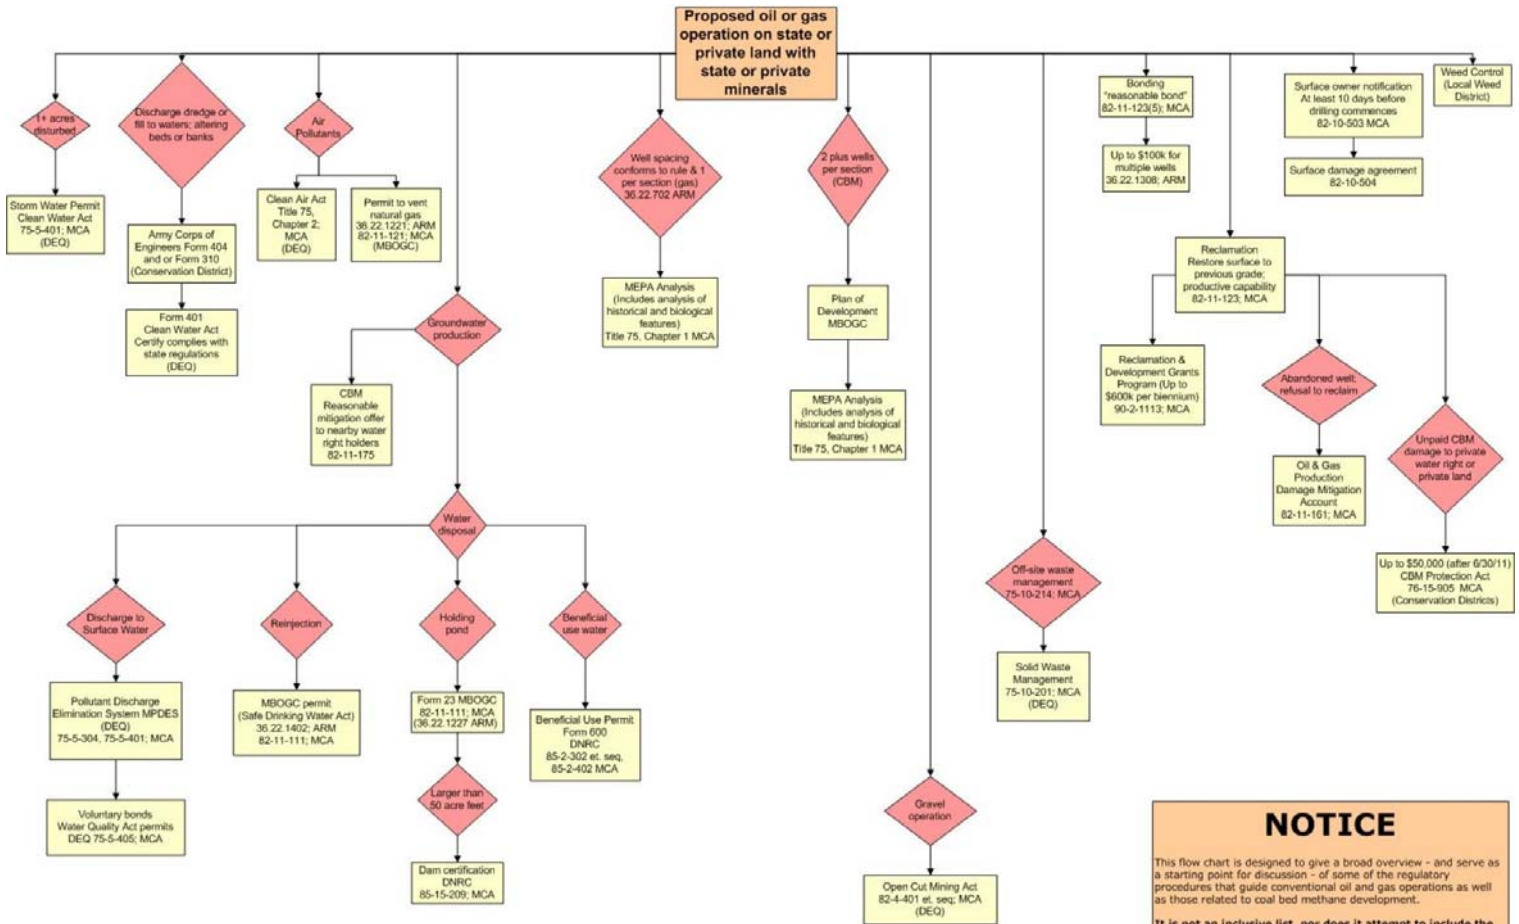 Proposed oil or gas
operation on state or
private land with
state or private
minerals
1+ acres
disturbed
Storm Water Permit
Clean Water Act
75-5-401; MCA
(DEQ)
Discharge dredge or
fill to waters; altering
beds or banks
Army Corps of
Engineers Form 404
and or Form 310
(Conservation District)
Form 401
Clean Water Act
Certify complies with
state regulations
(DEQ)
Air
Pollutants
Clean Air Act
Title 75,
Chapter 2;
MCA
(DEQ)
Permit to vent
natural gas
36.22.1221; ARM
82-11-121; MCA
(MBOGC)
Groundwater
production
CBM
Reasonable
mitigation offer
to nearby water
right holders
82-11-175
Water
disposal
Discharge to
Surface Water
Pollutant Discharge
Elimination System MPDES
(DEQ)
75-5-304, 75-5-401; MCA
Voluntary bonds
Water Quality Act permits
DEQ 75-5-405; MCA
Reinjection
MBOGC permit
(Safe Drinking Water Act)
36.22.1402; ARM
82-11-111; MCA
Holding
pond
Form 23 MBOGC
82-11-111; MCA
(36.22.1227 ARM)
Larger than
50 acre feet
Dam certification
DNRC
85-15-209; MCA
Beneficial
use water
Beneficial Use Permit
Form 600
DNRC
85-2-302 et. seq,
85-2-402 MCA
Well spacing
conforms to rule & 1
per section (gas)
36.22.702 ARM
MEPA Analysis
(Includes analysis of
historical and biological
features)
Title 75, Chapter 1 MCA
2 plus wells
per section
(CBM)
Plan of
Development
MBOGC
MEPA Analysis
(Includes analysis of
historical and biological
features)
Title 75, Chapter 1 MCA
Gravel
operation
Open Cut Mining Act
82-4-401 et. seq; MCA
(DEQ)
Off-site waste
management
75-10-214; MCA
Solid Waste
Management
75-10-201; MCA
(DEQ)
Bonding
"reasonable bond"
82-11-123(5); MCA
Up to $100k for
multiple wells
36.22.1308; ARM
Reclamation
Restore surface to
previous grade;
productive capability
82-11-123; MCA
Reclamation &
Development Grants
Program (Up to
$600k per biennium)
90-2-1113; MCA
Abandoned well;
refusal to reclaim
Oil & Gas
Production
Damage Mitigation
Account
82-11-161; MCA
Unpaid CBM
damage to private
water right or
private land
Up to $50,000 (after 6/30/11)
CBM Protection Act
76-15-905 MCA
(Conservation Districts)
Surface owner notification
At least 10 days before
drilling commences
82-10-503 MCA
Surface damage agreement
82-10-504
Weed Control
(Local Weed
District)
NOTICE
This flow chart is designed to give a broad overview - and serve as
a starting point for discussion - of some of the regulatory
procedures that guide conventional oil and gas operations as well
as those related to coal bed methane development.
It is not an inclusive list, nor does it attempt to include the